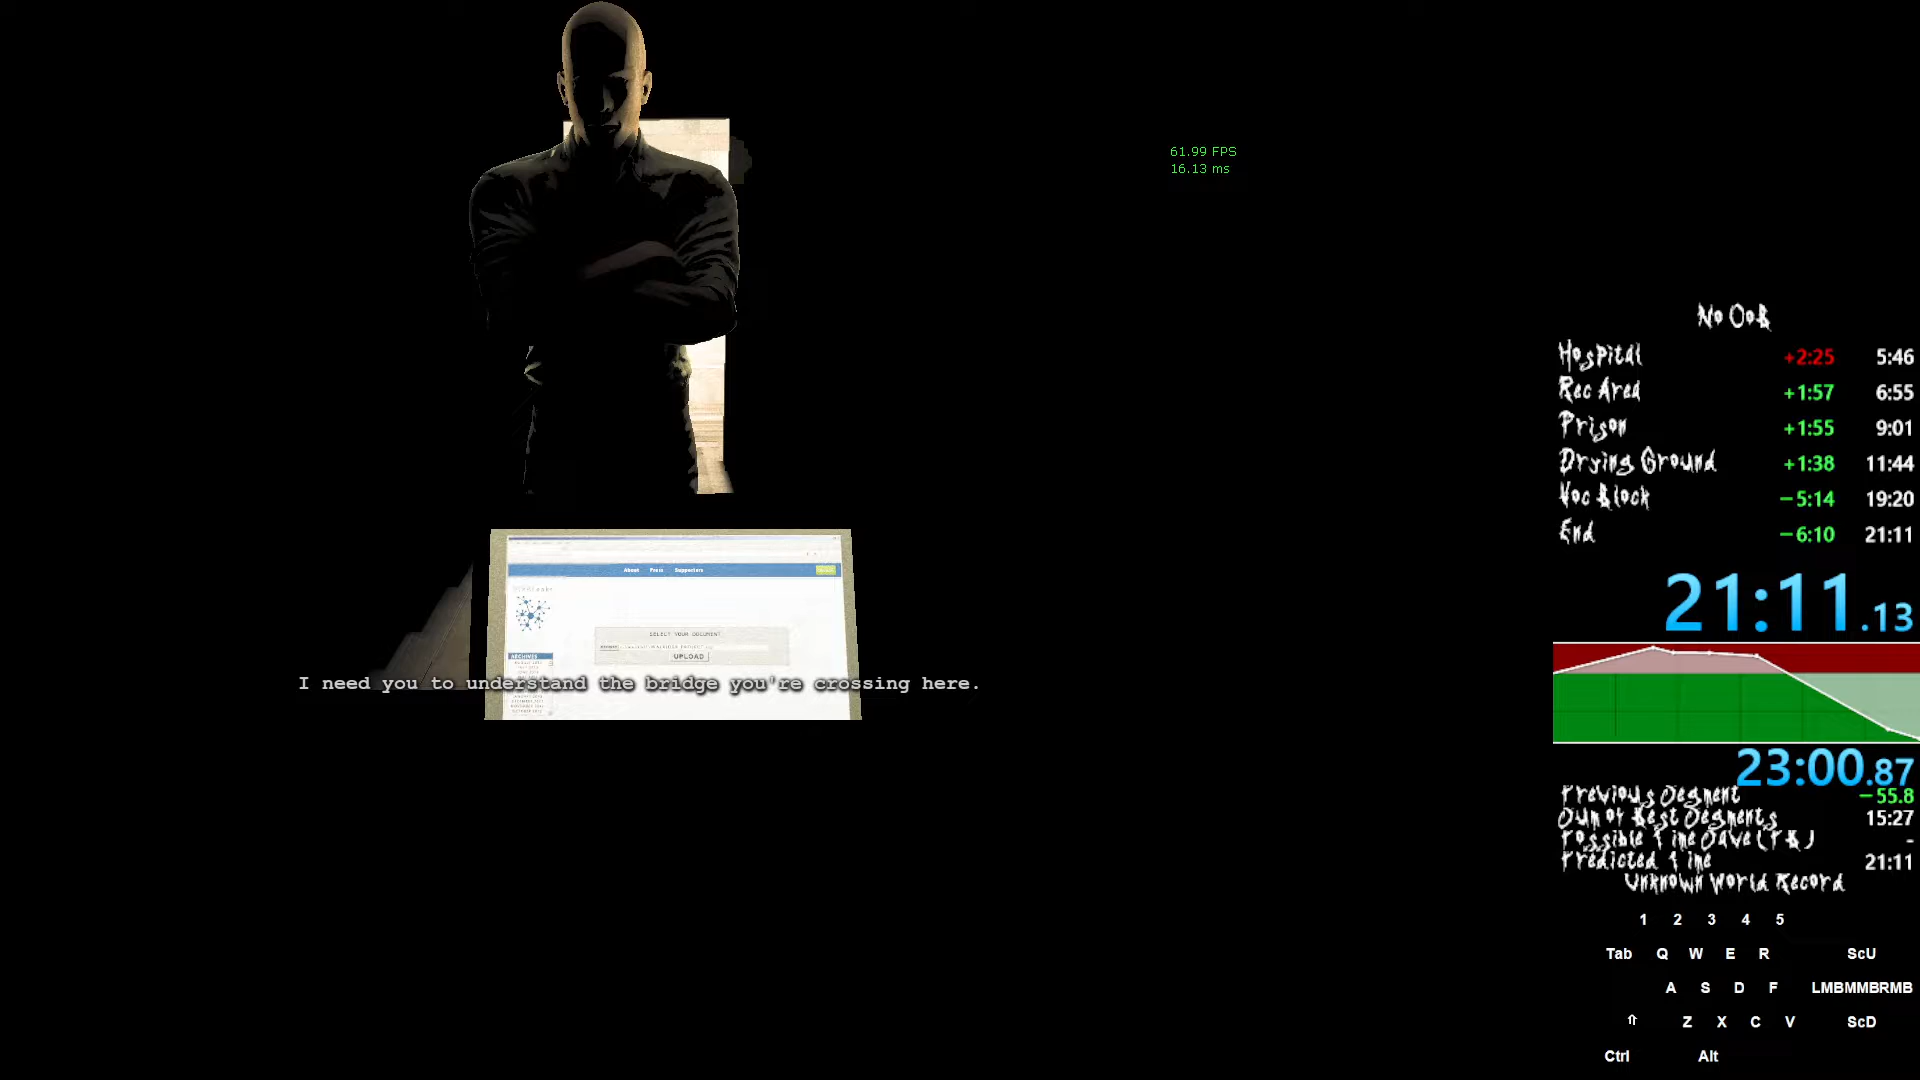 61.99 FPS
16.13 ms
About Press Supporters
SELECT YOUR DOCUMENT
UPLOAD
ARCHIVES
I need you to understand the bridge you're crossing here.
No OoB
Hospital +2:25 5:46
Rec Area +1:57 6:55
Prison +1:55 9:01
Drying Ground +1:38 11:44
Voc Block −5:14 19:20
End −6:10 21:11
21:11.13
23:00.87
Previous Segment −55.8
Sum of Best Segments 15:27
Possible Time Save (PB) -
Predicted Time 21:11
Unknown World Record
1 2 3 4 5
Tab Q W E R ScU
A S D F LMBMMBRMB
⇧ Z X C V ScD
Ctrl Alt